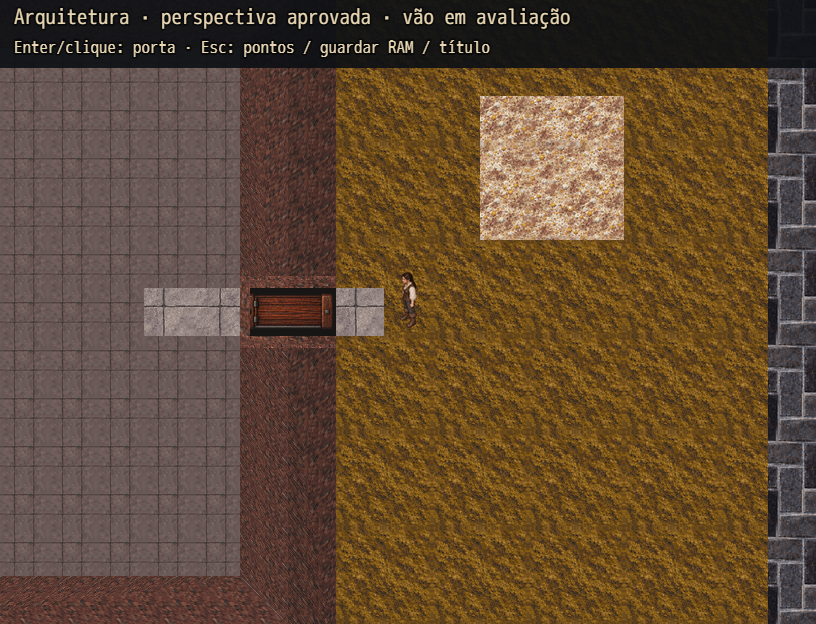 Arquitetura · perspectiva aprovada · vão em avaliação
Enter/clique: porta · Esc: pontos / guardar RAM / título